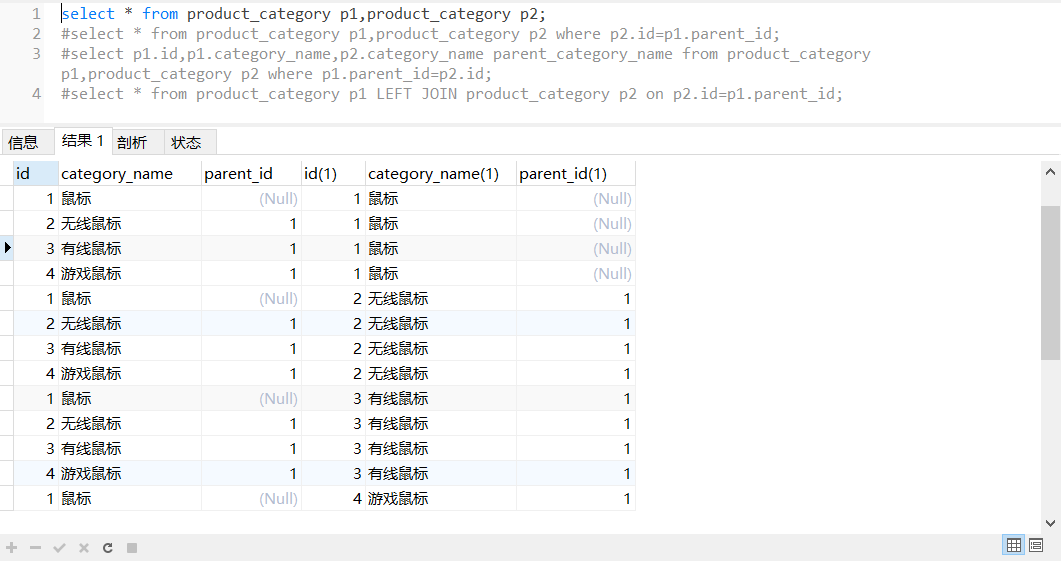 1 select * from product_category p1,product_category p2;
2 #select * from product_category p1,product_category p2 where p2.id=p1.parent_id;
3 #select p1.id,p1.category_name,p2.category_name parent_category_name from product_category
p1,product_category p2 where p1.parent_id=p2.id;
4 #select * from product_category p1 LEFT JOIN product_category p2 on p2.id=p1.parent_id;
信息 结果 1 剖析 状态
id category_name parent_id id(1) category_name(1) parent_id(1)
1 鼠标 (Null) 1 鼠标 (Null)
2 无线鼠标 1 1 鼠标 (Null)
3 有线鼠标 1 1 鼠标 (Null)
4 游戏鼠标 1 1 鼠标 (Null)
1 鼠标 (Null) 2 无线鼠标 1
2 无线鼠标 1 2 无线鼠标 1
3 有线鼠标 1 2 无线鼠标 1
4 游戏鼠标 1 2 无线鼠标 1
1 鼠标 (Null) 3 有线鼠标 1
2 无线鼠标 1 3 有线鼠标 1
3 有线鼠标 1 3 有线鼠标 1
4 游戏鼠标 1 3 有线鼠标 1
1 鼠标 (Null) 4 游戏鼠标 1